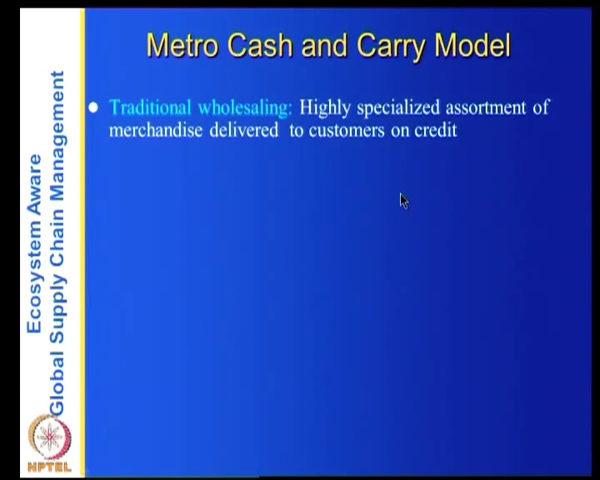 Metro Cash and Carry Model
Traditional wholesaling: Highly specialized assortment of
merchandise delivered to customers on credit
Ecosystem Aware
Global Supply Chain Management
NPTEL